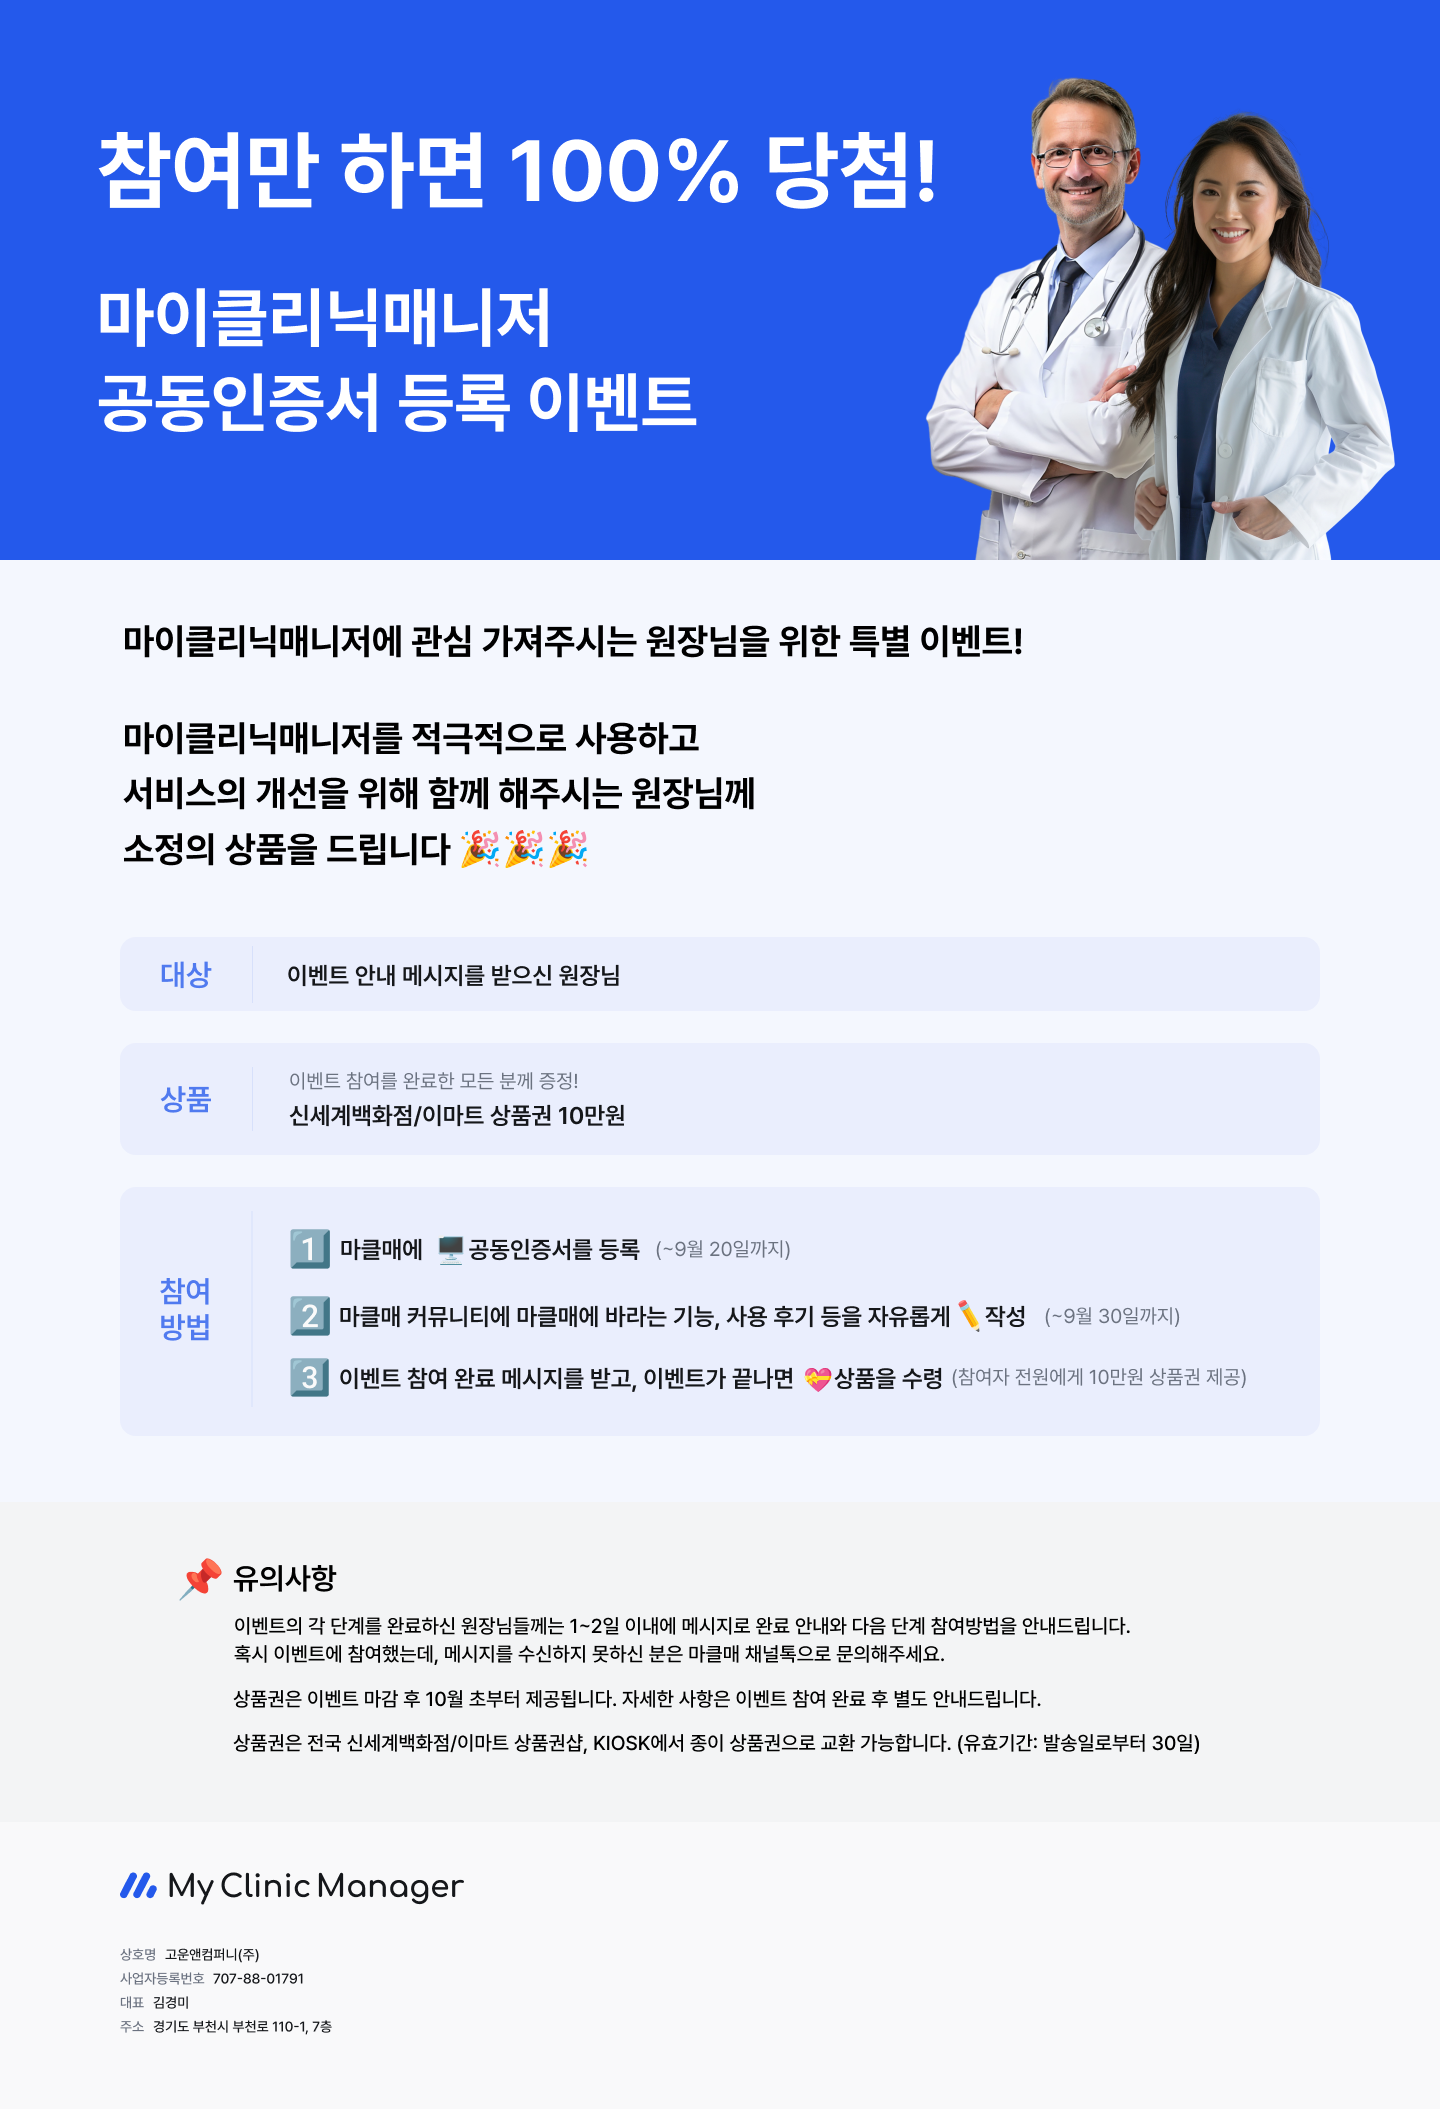 참여만 하면 100% 당첨!
마이클리닉매니저
공동인증서 등록 이벤트
마이클리닉매니저에 관심 가져주시는 원장님을 위한 특별 이벤트!
마이클리닉매니저를 적극적으로 사용하고
서비스의 개선을 위해 함께 해주시는 원장님께
소정의 상품을 드립니다 🎉🎉🎉
대상
이벤트 안내 메시지를 받으신 원장님
상품
이벤트 참여를 완료한 모든 분께 증정!
신세계백화점/이마트 상품권 10만원
참여
방법
1️⃣ 마클매에 🖥️공동인증서를 등록 (~9월 20일까지)
2️⃣ 마클매 커뮤니티에 마클매에 바라는 기능, 사용 후기 등을 자유롭게 ✏️작성 (~9월 30일까지)
3️⃣ 이벤트 참여 완료 메시지를 받고, 이벤트가 끝나면 💝상품을 수령 (참여자 전원에게 10만원 상품권 제공)
📌 유의사항
이벤트의 각 단계를 완료하신 원장님들께는 1~2일 이내에 메시지로 완료 안내와 다음 단계 참여방법을 안내드립니다.
혹시 이벤트에 참여했는데, 메시지를 수신하지 못하신 분은 마클매 채널톡으로 문의해주세요.
상품권은 이벤트 마감 후 10월 초부터 제공됩니다. 자세한 사항은 이벤트 참여 완료 후 별도 안내드립니다.
상품권은 전국 신세계백화점/이마트 상품권샵, KIOSK에서 종이 상품권으로 교환 가능합니다. (유효기간: 발송일로부터 30일)
My Clinic Manager
상호명 고운앤컴퍼니(주)
사업자등록번호 707-88-01791
대표 김경미
주소 경기도 부천시 부천로 110-1, 7층